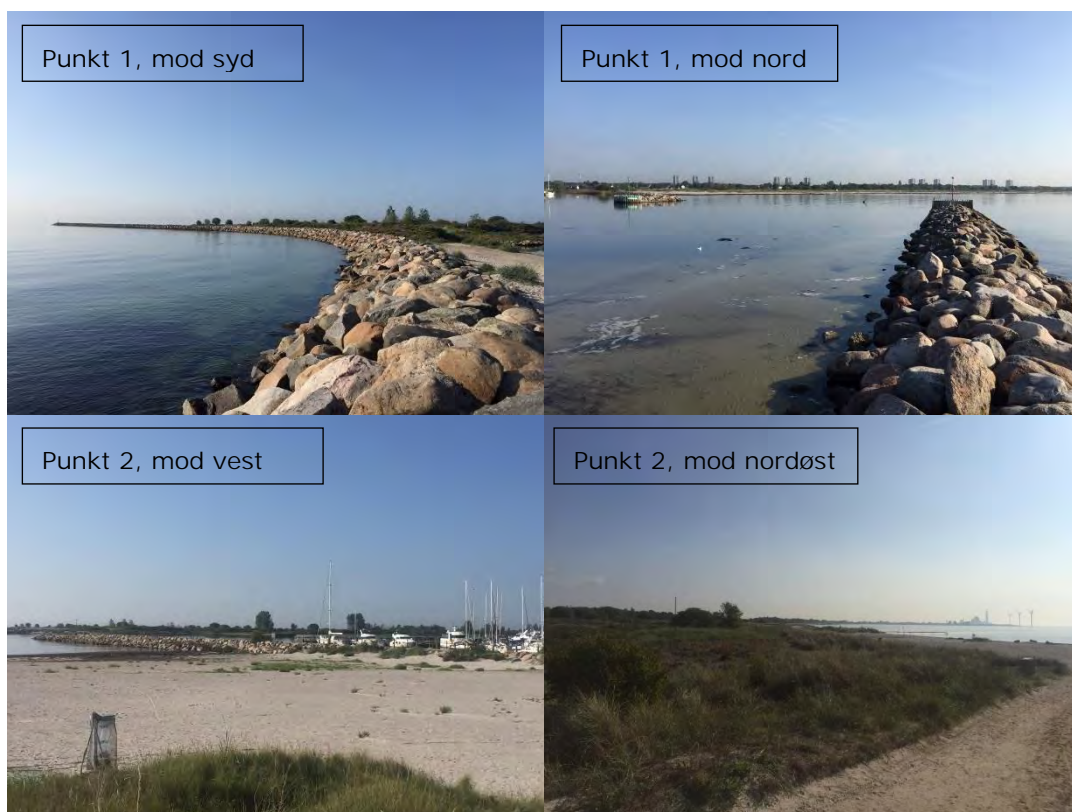 Punkt 1, mod syd
Punkt 1, mod nord
Punkt 2, mod vest
Punkt 2, mod nordøst